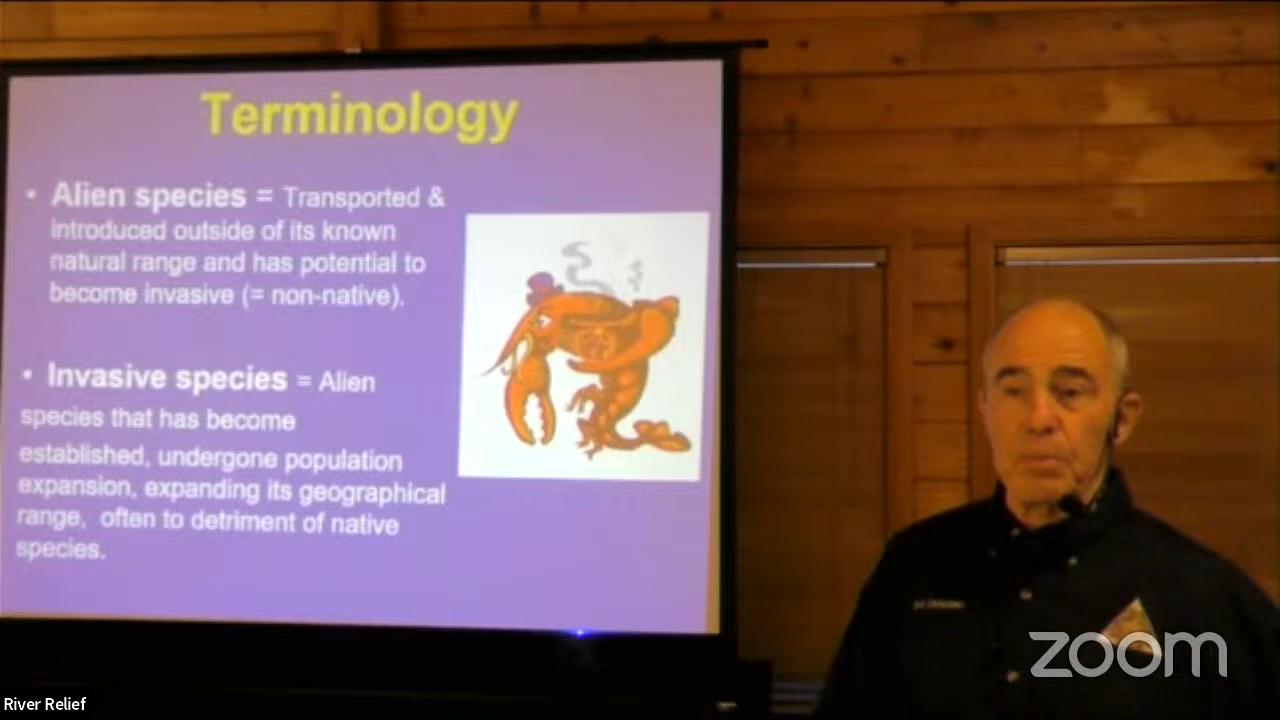 Terminology
• Alien species = Transported &
introduced outside of its known
natural range and has potential to
become invasive (= non-native).
• Invasive species = Alien
species that has become
established, undergone population
expansion, expanding its geographical
range, often to detriment of native
species.
zoom
River Relief